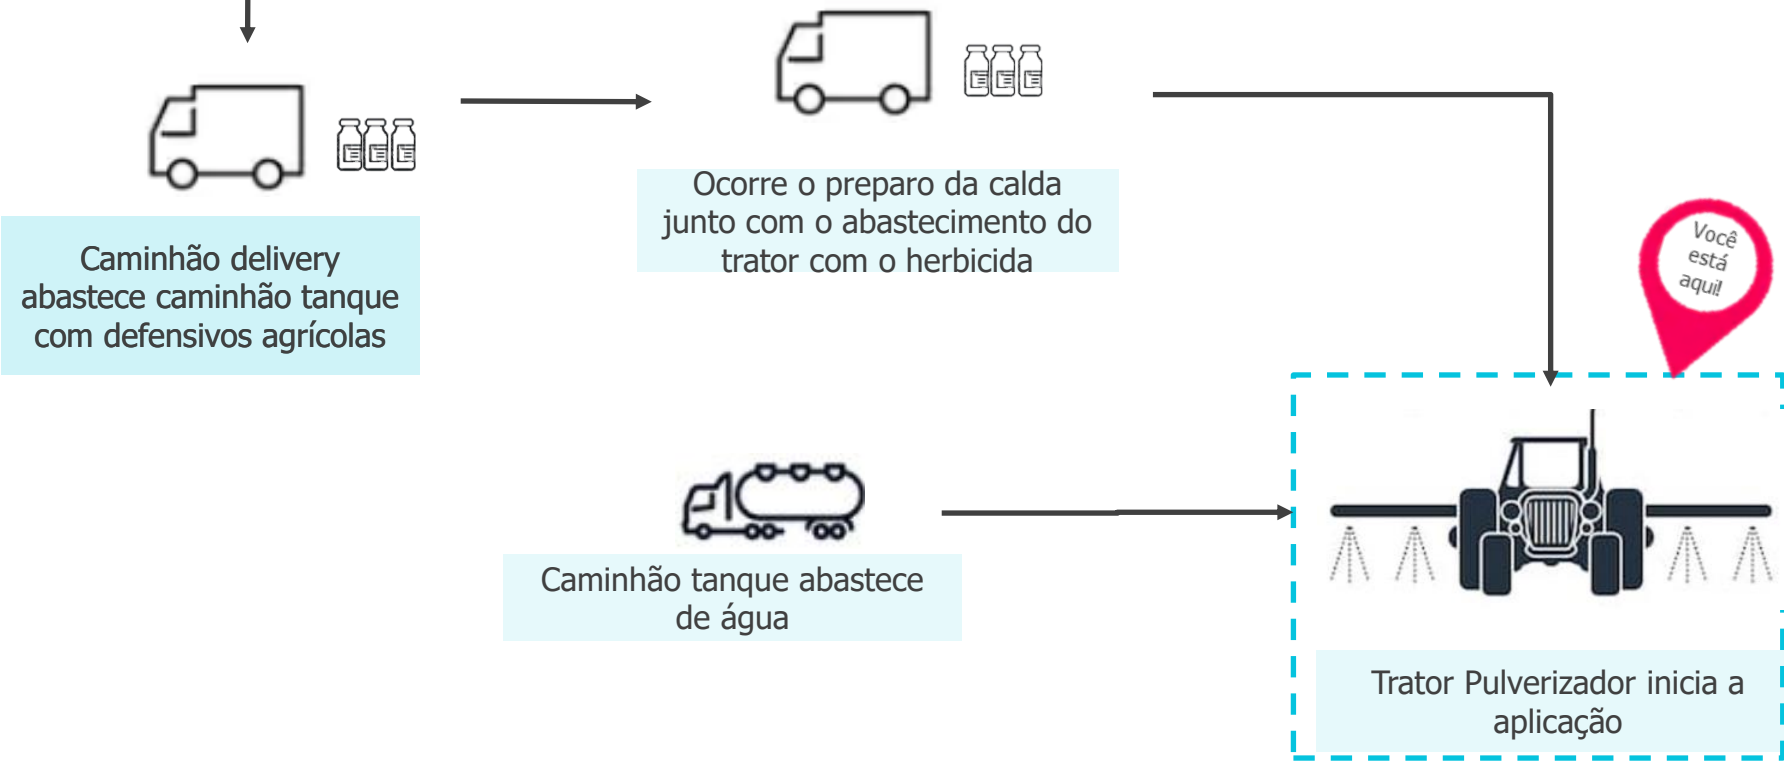 Ocorre o preparo da calda
junto com o abastecimento do
trator com o herbicida
Você
está
aqui!
Caminhão delivery
abastece caminhão tanque
com defensivos agrícolas
Caminhão tanque abastece
de água
Trator Pulverizador inicia a
aplicação